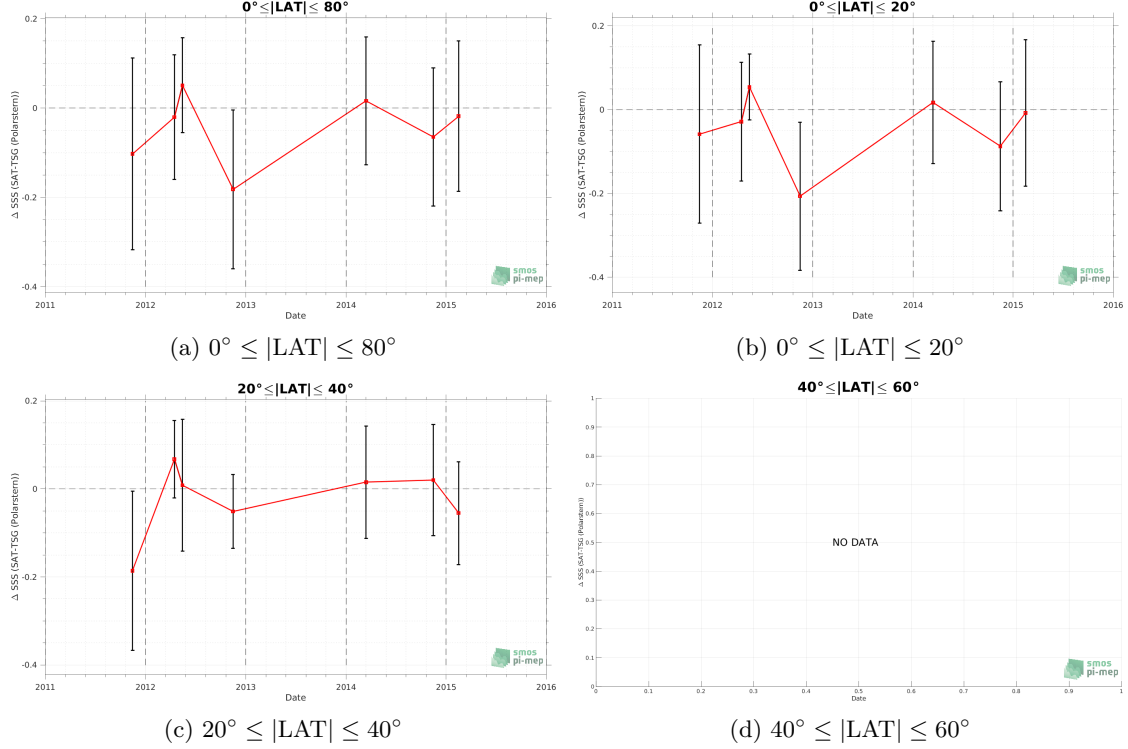 0°≤|LAT|≤ 80°
0.2
0
-0.2
-0.4
Δ SSS (SAT-TSG (Polarstern))
2011 2012 2013 2014 2015 2016
Date
smos
pi-mep
(a) 0° ≤ |LAT| ≤ 80°
0°≤|LAT|≤ 20°
0.2
0
-0.2
-0.4
Δ SSS (SAT-TSG (Polarstern))
2011 2012 2013 2014 2015 2016
Date
smos
pi-mep
(b) 0° ≤ |LAT| ≤ 20°
20°≤|LAT|≤ 40°
0.2
0
-0.2
-0.4
Δ SSS (SAT-TSG (Polarstern))
2011 2012 2013 2014 2015 2016
Date
smos
pi-mep
(c) 20° ≤ |LAT| ≤ 40°
40°≤|LAT|≤ 60°
1
0.9
0.8
0.7
0.6
0.5
0.4
0.3
0.2
0.1
0
Δ SSS (SAT-TSG (Polarstern))
NO DATA
0 0.1 0.2 0.3 0.4 0.5 0.6 0.7 0.8 0.9 1
Date
smos
pi-mep
(d) 40° ≤ |LAT| ≤ 60°